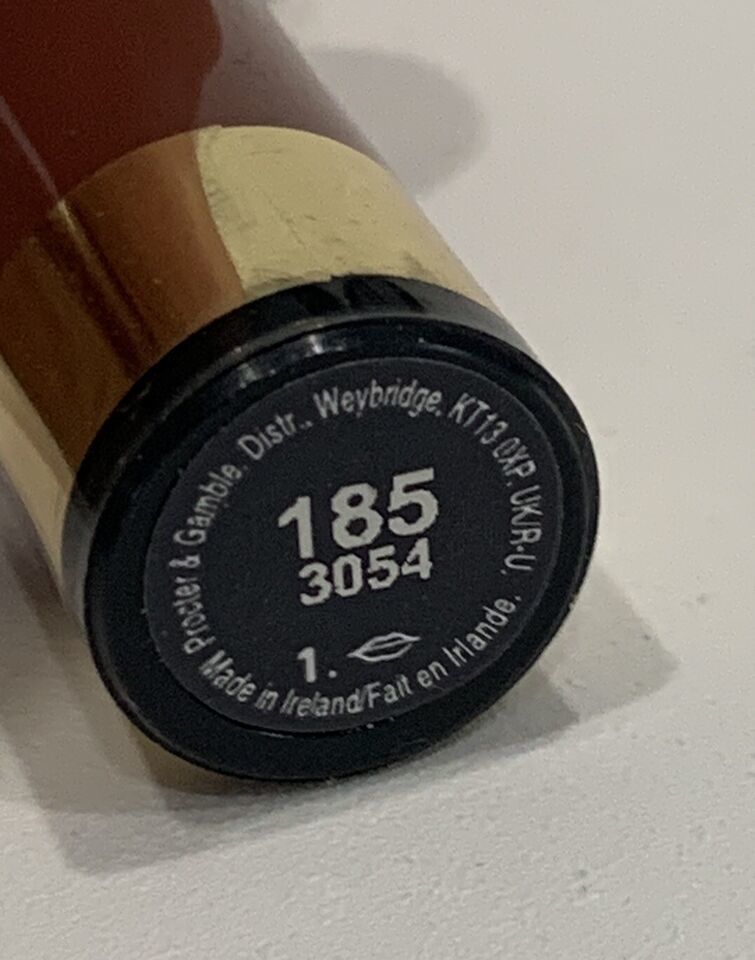 Procter & Gamble. Distr., Weybridge, KT13 0XP. UK/R-U.
185
3054
1.
Made in Ireland/Fait en Irlande.